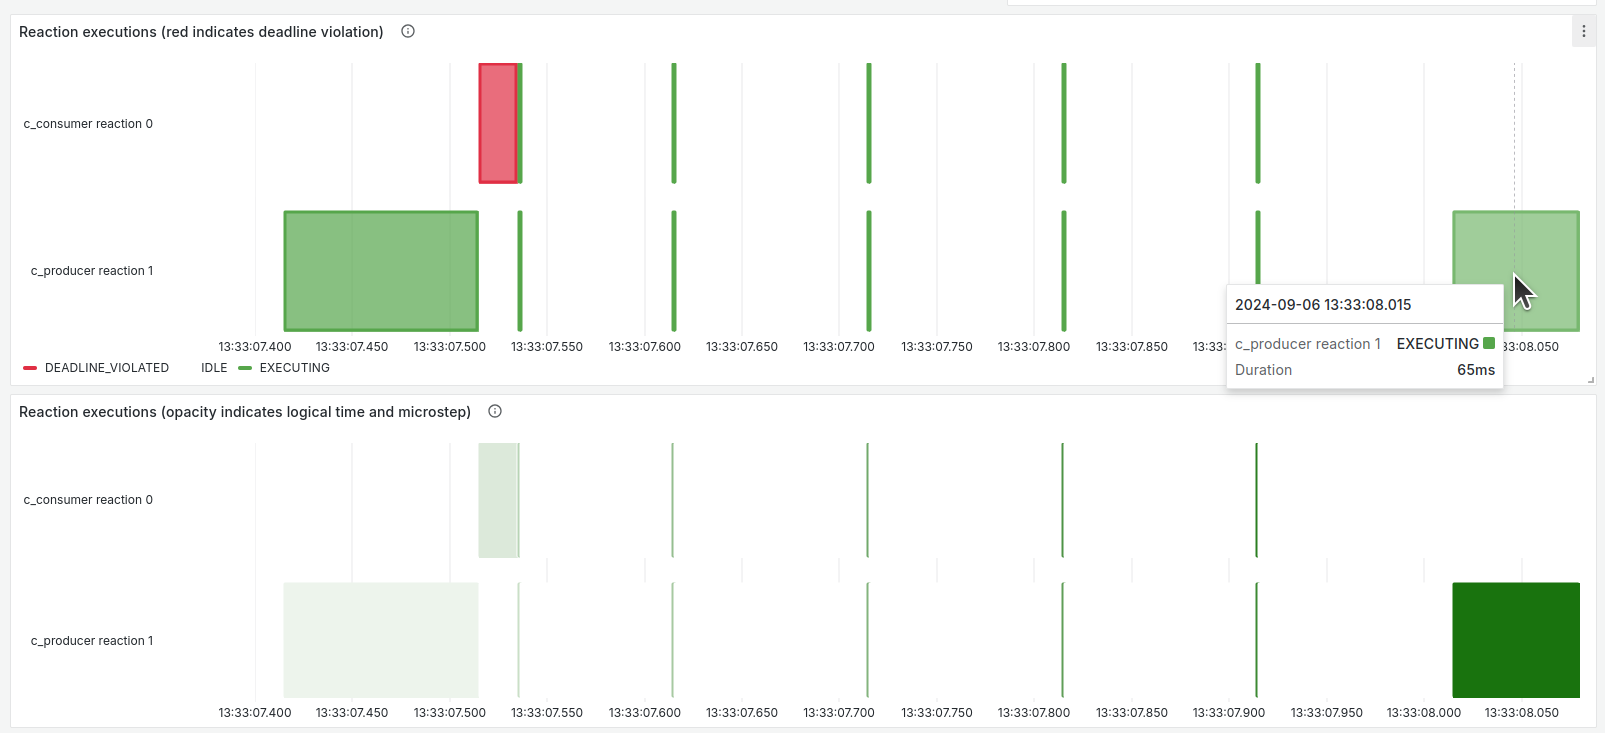 Reaction executions (red indicates deadline violation)
c_consumer reaction 0
c_producer reaction 1
13:33:07.400 13:33:07.450 13:33:07.500 13:33:07.550 13:33:07.600 13:33:07.650 13:33:07.700 13:33:07.750 13:33:07.800 13:33:07.850 13:33: 33:08.050
DEADLINE_VIOLATED IDLE EXECUTING
2024-09-06 13:33:08.015
c_producer reaction 1 EXECUTING
Duration 65ms
Reaction executions (opacity indicates logical time and microstep)
c_consumer reaction 0
c_producer reaction 1
13:33:07.400 13:33:07.450 13:33:07.500 13:33:07.550 13:33:07.600 13:33:07.650 13:33:07.700 13:33:07.750 13:33:07.800 13:33:07.850 13:33:07.900 13:33:07.950 13:33:08.000 13:33:08.050